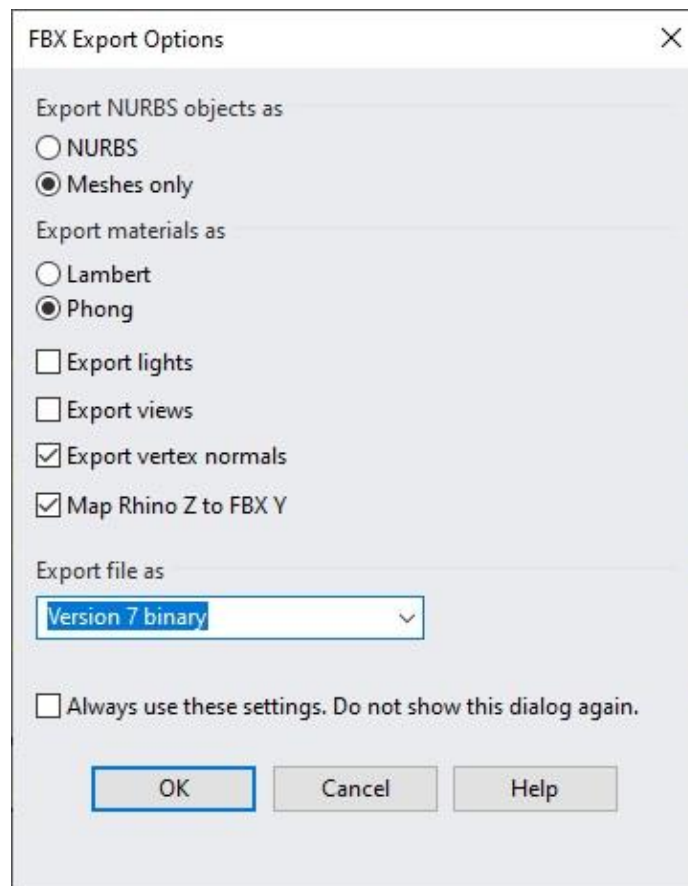 FBX Export Options
Export NURBS objects as
NURBS
Meshes only
Export materials as
Lambert
Phong
Export lights
Export views
Export vertex normals
Map Rhino Z to FBX Y
Export file as
Version 7 binary
Always use these settings. Do not show this dialog again.
OK Cancel Help